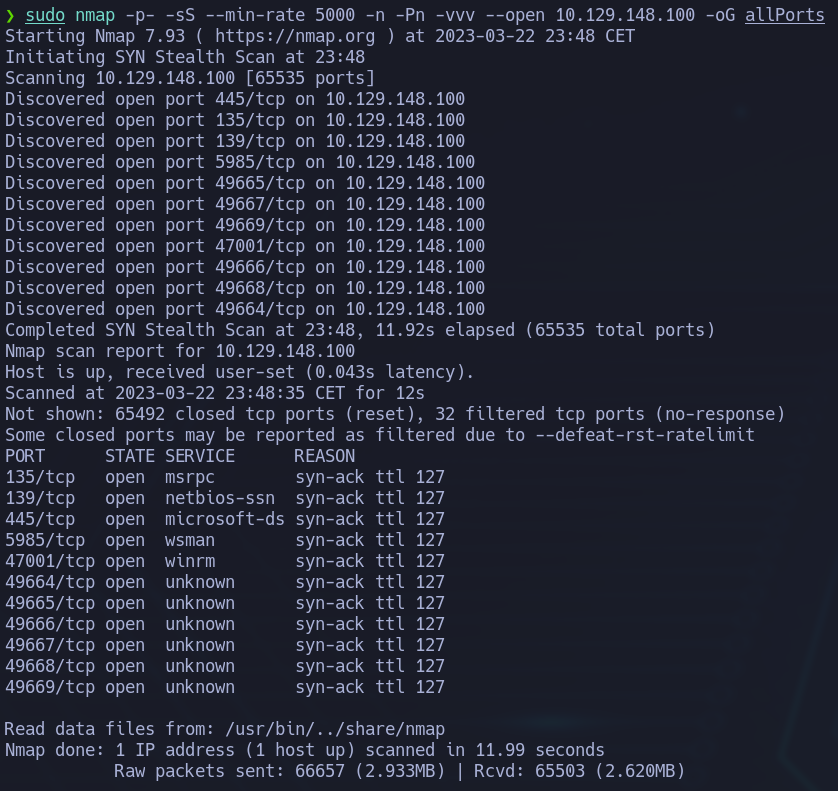 ❯ sudo nmap -p- -sS --min-rate 5000 -n -Pn -vvv --open 10.129.148.100 -oG allPorts
Starting Nmap 7.93 ( https://nmap.org ) at 2023-03-22 23:48 CET
Initiating SYN Stealth Scan at 23:48
Scanning 10.129.148.100 [65535 ports]
Discovered open port 445/tcp on 10.129.148.100
Discovered open port 135/tcp on 10.129.148.100
Discovered open port 139/tcp on 10.129.148.100
Discovered open port 5985/tcp on 10.129.148.100
Discovered open port 49665/tcp on 10.129.148.100
Discovered open port 49667/tcp on 10.129.148.100
Discovered open port 49669/tcp on 10.129.148.100
Discovered open port 47001/tcp on 10.129.148.100
Discovered open port 49666/tcp on 10.129.148.100
Discovered open port 49668/tcp on 10.129.148.100
Discovered open port 49664/tcp on 10.129.148.100
Completed SYN Stealth Scan at 23:48, 11.92s elapsed (65535 total ports)
Nmap scan report for 10.129.148.100
Host is up, received user-set (0.043s latency).
Scanned at 2023-03-22 23:48:35 CET for 12s
Not shown: 65492 closed tcp ports (reset), 32 filtered tcp ports (no-response)
Some closed ports may be reported as filtered due to --defeat-rst-ratelimit
PORT      STATE SERVICE      REASON
135/tcp   open  msrpc        syn-ack ttl 127
139/tcp   open  netbios-ssn  syn-ack ttl 127
445/tcp   open  microsoft-ds syn-ack ttl 127
5985/tcp  open  wsman        syn-ack ttl 127
47001/tcp open  winrm        syn-ack ttl 127
49664/tcp open  unknown      syn-ack ttl 127
49665/tcp open  unknown      syn-ack ttl 127
49666/tcp open  unknown      syn-ack ttl 127
49667/tcp open  unknown      syn-ack ttl 127
49668/tcp open  unknown      syn-ack ttl 127
49669/tcp open  unknown      syn-ack ttl 127
Read data files from: /usr/bin/../share/nmap
Nmap done: 1 IP address (1 host up) scanned in 11.99 seconds
           Raw packets sent: 66657 (2.933MB) | Rcvd: 65503 (2.620MB)